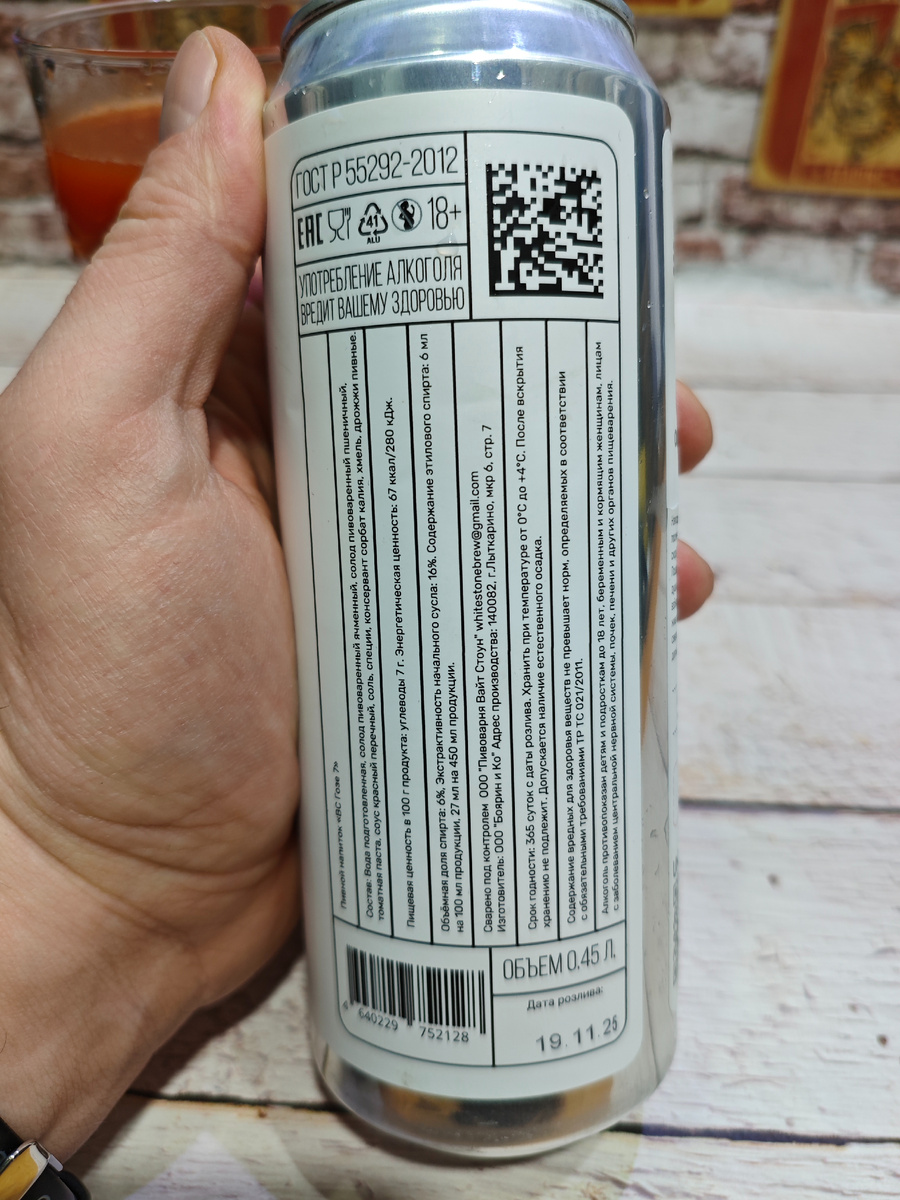 ГОСТ Р 55292-2012
EAC
41
ALU
18+
УПОТРЕБЛЕНИЕ АЛКОГОЛЯ
ВРЕДИТ ВАШЕМУ ЗДОРОВЬЮ
Пивной напиток «ВС Гозе 7»
Состав: Вода подготовленная, солод пивоваренный ячменный, солод пивоваренный пшеничный,
томатная паста, соус красный перечный, соль, специи, консервант сорбат калия, хмель, дрожжи пивные.
Пищевая ценность в 100 г продукта: углеводы 7 г. Энергетическая ценность: 67 ккал/280 кДж.
Объёмная доля спирта: 6%, Экстрактивность начального сусла: 16%. Содержание этилового спирта: 6 мл
на 100 мл продукции, 27 мл на 450 мл продукции.
Сварено под контролем ООО "Пивоварня Вайт Стоун" whitestonebrew@gmail.com
Изготовитель: ООО "Боярин и Ко" Адрес производства: 140082, г.Лыткарино, мкр 6, стр. 7
Срок годности: 365 суток с даты розлива. Хранить при температуре от 0°С до +4°С. После вскрытия
хранению не подлежит. Допускается наличие естественного осадка.
Содержание вредных для здоровья веществ не превышает норм, определяемых в соответствии
с обязательными требованиями ТР ТС 021/2011.
Алкоголь противопоказан детям и подросткам до 18 лет, беременным и кормящим женщинам, лицам
с заболеванием центральной нервной системы, почек, печени и других органов пищеварения.
4 640229 752128
ОБЪЕМ 0,45 Л.
Дата розлива:
19.11.25